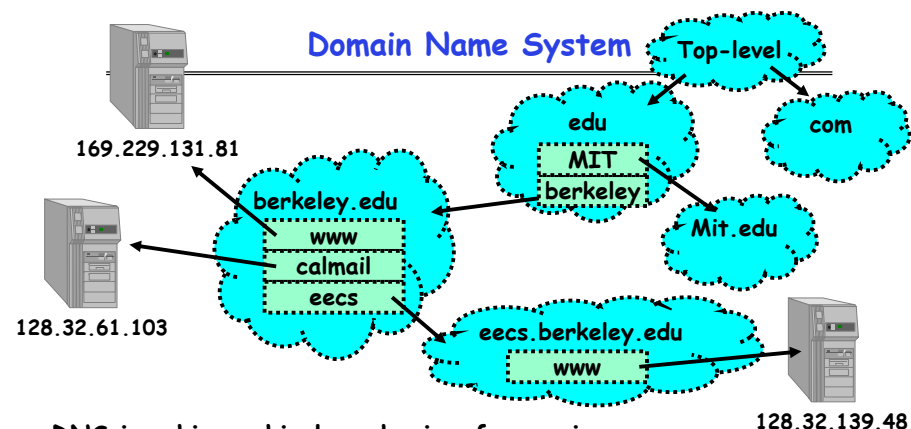 Domain Name System
Top-level
edu
com
MIT
berkeley
169.229.131.81
berkeley.edu
www
calmail
eecs
Mit.edu
128.32.61.103
eecs.berkeley.edu
www
128.32.139.48